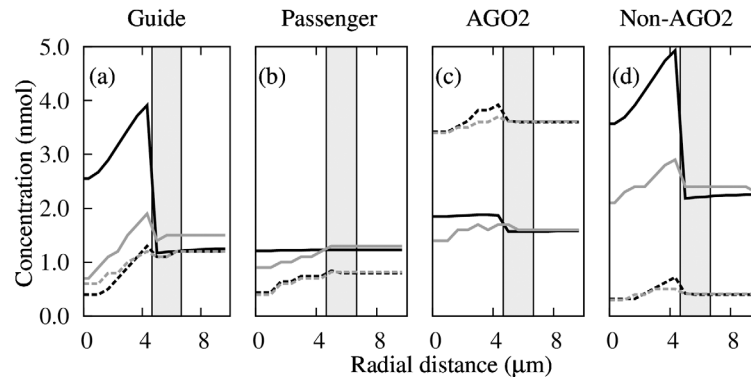 Guide Passenger AGO2 Non-AGO2
5.0 (a) (b) (c) (d)
4.0
3.0
2.0
1.0
0.0
Concentration (nmol)
0 4 8 0 4 8 0 4 8 0 4 8
Radial distance (μm)